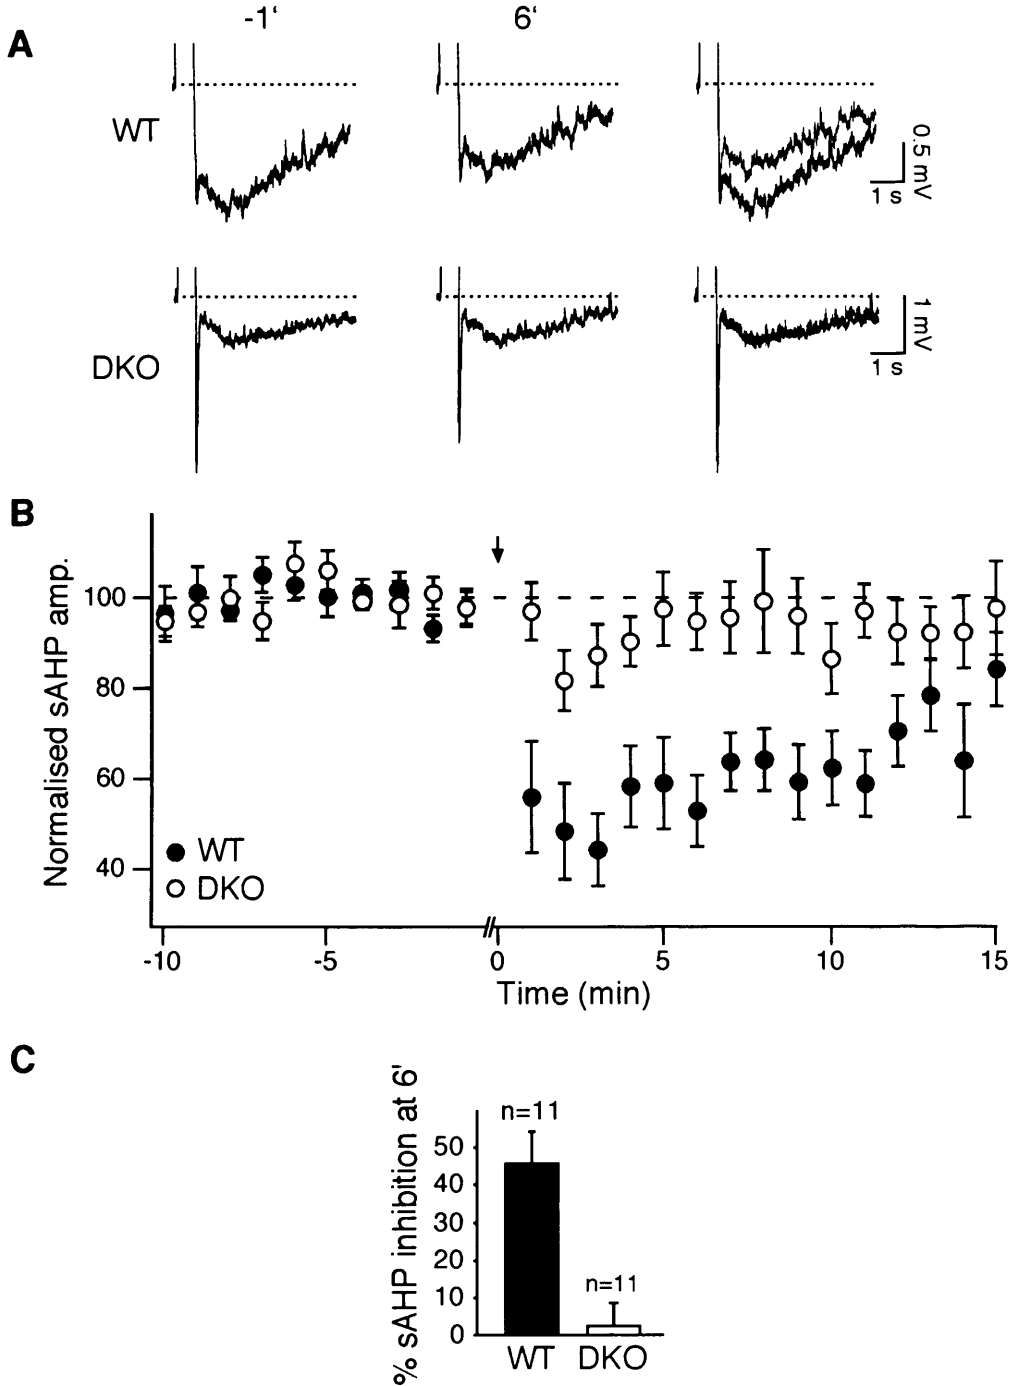 -1‘ 6‘
A
WT
0.5 mV
1 s
DKO
1 mV
1 s
B
Normalised sAHP amp.
100
80
60
40
WT
DKO
-10 -5 0 5 10 15
Time (min)
C
% sAHP inhibition at 6'
n=11
50
40
30
20
n=11
10
0
WT DKO